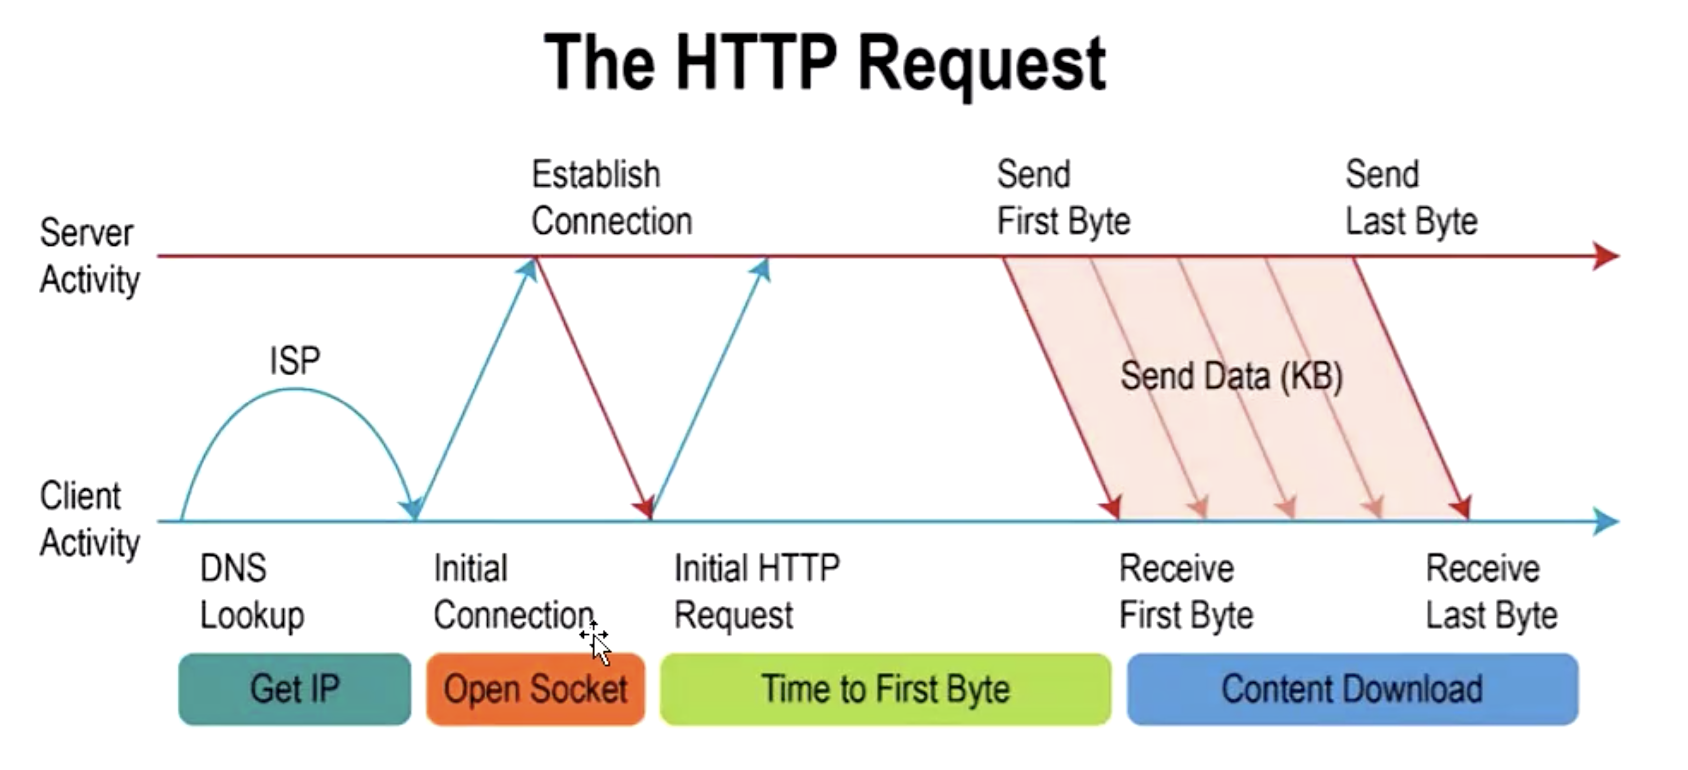 The HTTP Request
Establish
Connection
Send
First Byte
Send
Last Byte
Server
Activity
ISP
Send Data (KB)
Client
Activity
DNS
Lookup
Initial
Connection
Initial HTTP
Request
Receive
First Byte
Receive
Last Byte
Get IP
Open Socket
Time to First Byte
Content Download